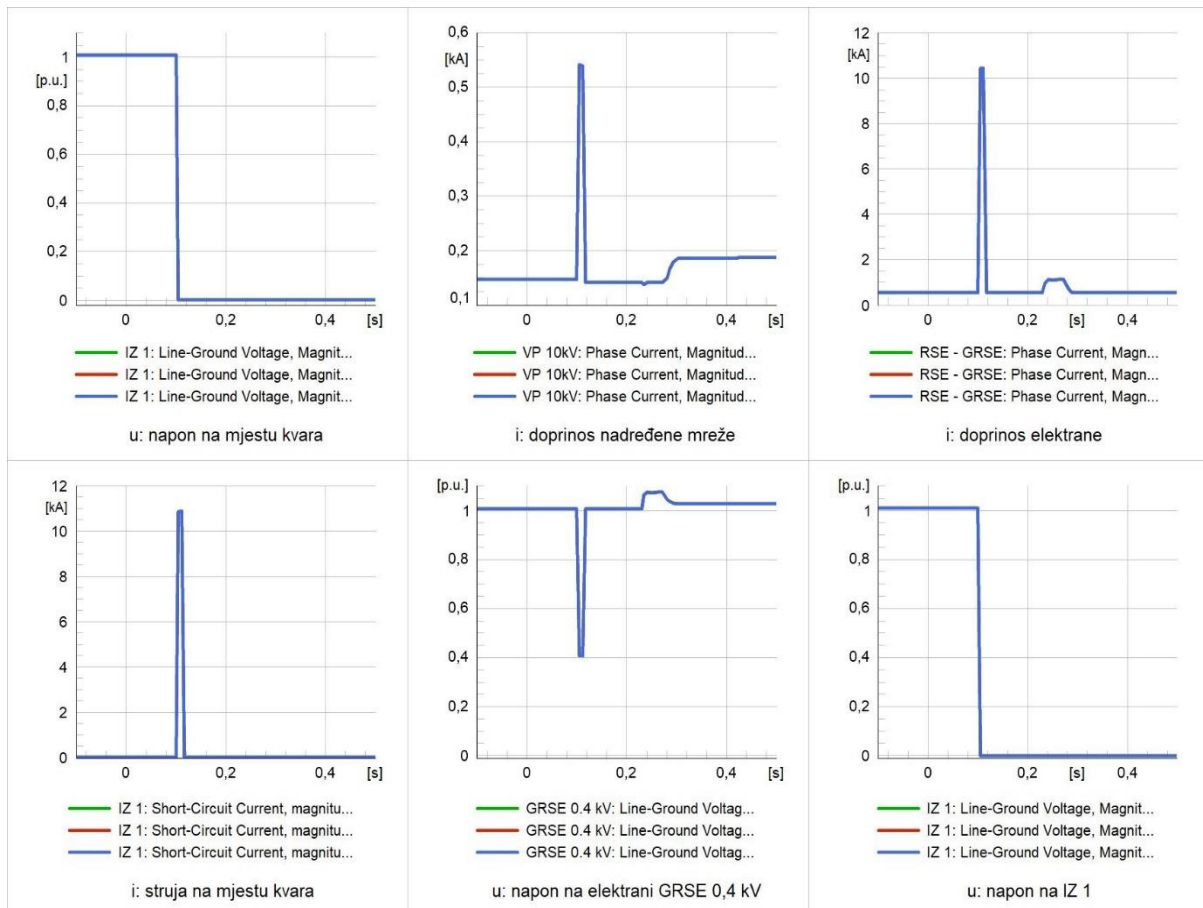 1
[p.u.]
0,8
0,6
0,4
0,2
0
0 0,2 0,4 [s]
IZ 1: Line-Ground Voltage, Magnit...
IZ 1: Line-Ground Voltage, Magnit...
IZ 1: Line-Ground Voltage, Magnit...
u: napon na mjestu kvara
0,6
[kA]
0,5
0,4
0,3
0,2
0,1
0 0,2 0,4 [s]
VP 10kV: Phase Current, Magnitud...
VP 10kV: Phase Current, Magnitud...
VP 10kV: Phase Current, Magnitud...
i: doprinos nadređene mreže
12
[kA]
10
8
6
4
2
0
0 0,2 0,4 [s]
RSE - GRSE: Phase Current, Magn...
RSE - GRSE: Phase Current, Magn...
RSE - GRSE: Phase Current, Magn...
i: doprinos elektrane
12
[kA]
10
8
6
4
2
0
0 0,2 0,4 [s]
IZ 1: Short-Circuit Current, magnitu...
IZ 1: Short-Circuit Current, magnitu...
IZ 1: Short-Circuit Current, magnitu...
i: struja na mjestu kvara
[p.u.]
1
0,8
0,6
0,4
0,2
0
0 0,2 0,4 [s]
GRSE 0.4 kV: Line-Ground Voltag...
GRSE 0.4 kV: Line-Ground Voltag...
GRSE 0.4 kV: Line-Ground Voltag...
u: napon na elektrani GRSE 0,4 kV
[p.u.]
1
0,8
0,6
0,4
0,2
0
0 0,2 [s] 0,4
IZ 1: Line-Ground Voltage, Magnit...
IZ 1: Line-Ground Voltage, Magnit...
IZ 1: Line-Ground Voltage, Magnit...
u: napon na IZ 1